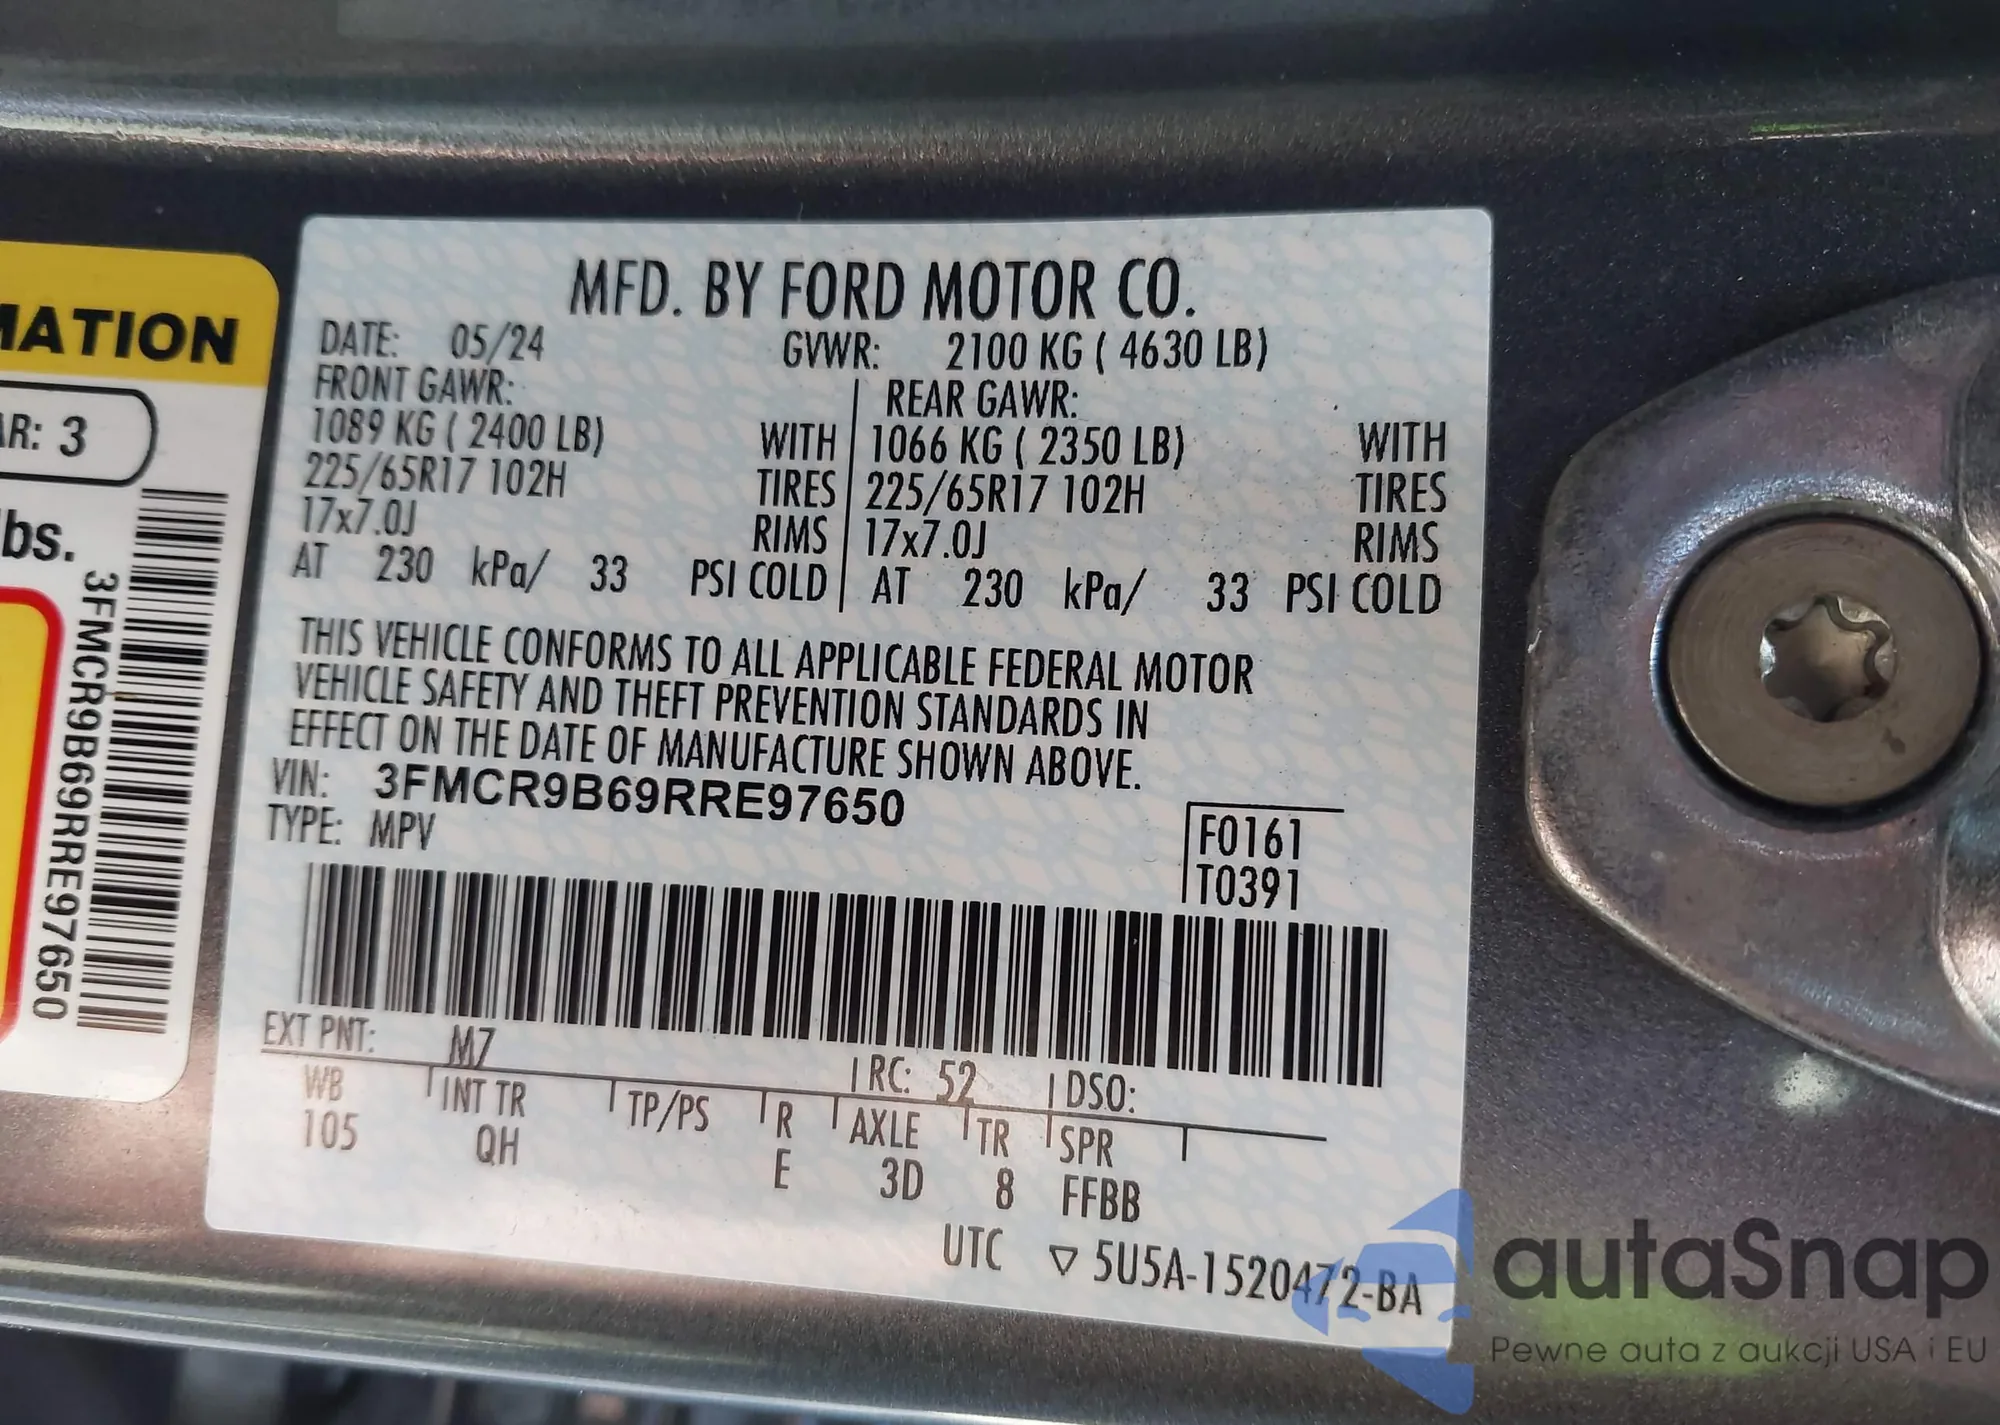 MATION
AR: 3
lbs.
3FMCR9B69RRE97650
MFD. BY FORD MOTOR CO.
DATE: 05/24 GVWR: 2100 KG ( 4630 LB)
FRONT GAWR: REAR GAWR:
1089 KG ( 2400 LB) WITH 1066 KG ( 2350 LB) WITH
225/65R17 102H TIRES 225/65R17 102H TIRES
17x7.0J RIMS 17x7.0J RIMS
AT 230 kPa/ 33 PSI COLD AT 230 kPa/ 33 PSI COLD
THIS VEHICLE CONFORMS TO ALL APPLICABLE FEDERAL MOTOR
VEHICLE SAFETY AND THEFT PREVENTION STANDARDS IN
EFFECT ON THE DATE OF MANUFACTURE SHOWN ABOVE.
VIN: 3FMCR9B69RRE97650
TYPE: MPV
F0161
T0391
EXT PNT: M7 RC: 52 DSO:
WB INT TR TP/PS R AXLE TR SPR
105 QH E 3D 8 FFBB
UTC ▽ 5U5A-1520472-BA
autaSnap
Pewne auta z aukcji USA i EU